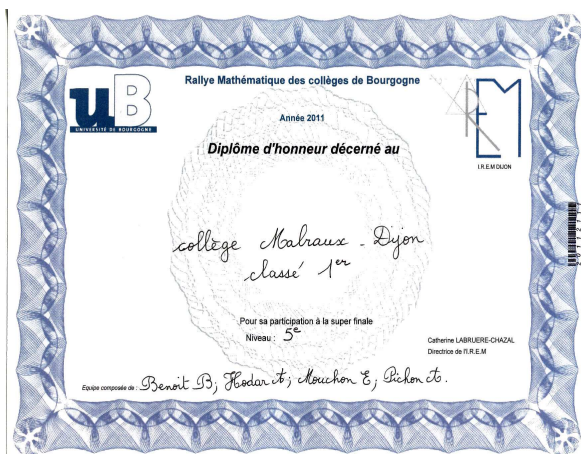 uB
UNIVERSITÉ DE BOURGOGNE
Rallye Mathématique des collèges de Bourgogne
Année 2011
Diplôme d'honneur décerné au
IREM
I.R.E.M DIJON
collège Malraux - Dijon
classé 1er
Pour sa participation à la super finale
Niveau : 5e
Catherine LABRUERE-CHAZAL
Directrice de l'I.R.E.M
Equipe composée de : Benoit B; Hodar A; Mouchon E; Pichon A.